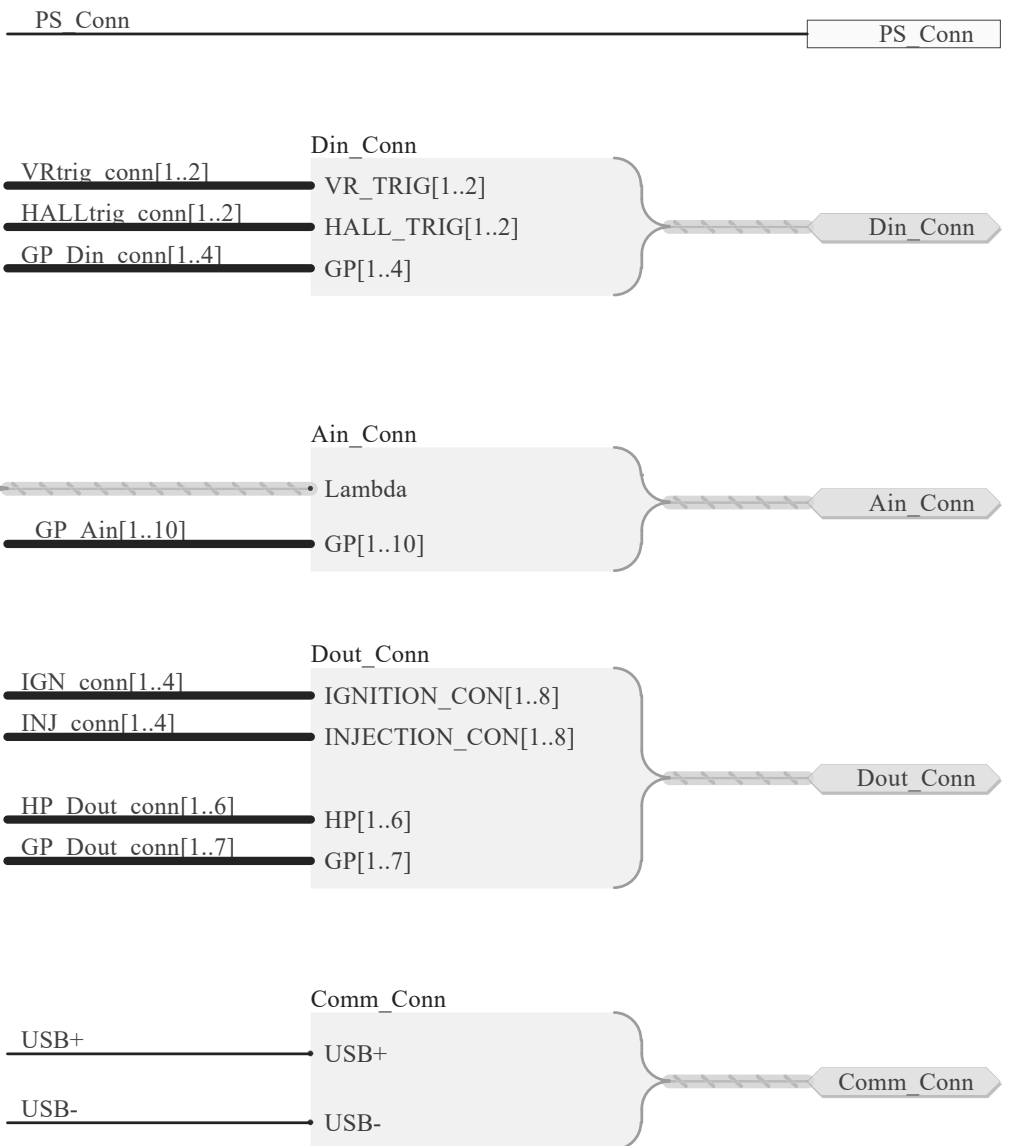 PS_Conn
PS_Conn
Din_Conn
VRtrig_conn[1..2]
VR_TRIG[1..2]
HALLtrig_conn[1..2]
HALL_TRIG[1..2]
Din_Conn
GP_Din_conn[1..4]
GP[1..4]
Ain_Conn
Lambda
Ain_Conn
GP_Ain[1..10]
GP[1..10]
Dout_Conn
IGN_conn[1..4]
IGNITION_CON[1..8]
INJ_conn[1..4]
INJECTION_CON[1..8]
Dout_Conn
HP_Dout_conn[1..6]
HP[1..6]
GP_Dout_conn[1..7]
GP[1..7]
Comm_Conn
USB+
USB+
Comm_Conn
USB-
USB-